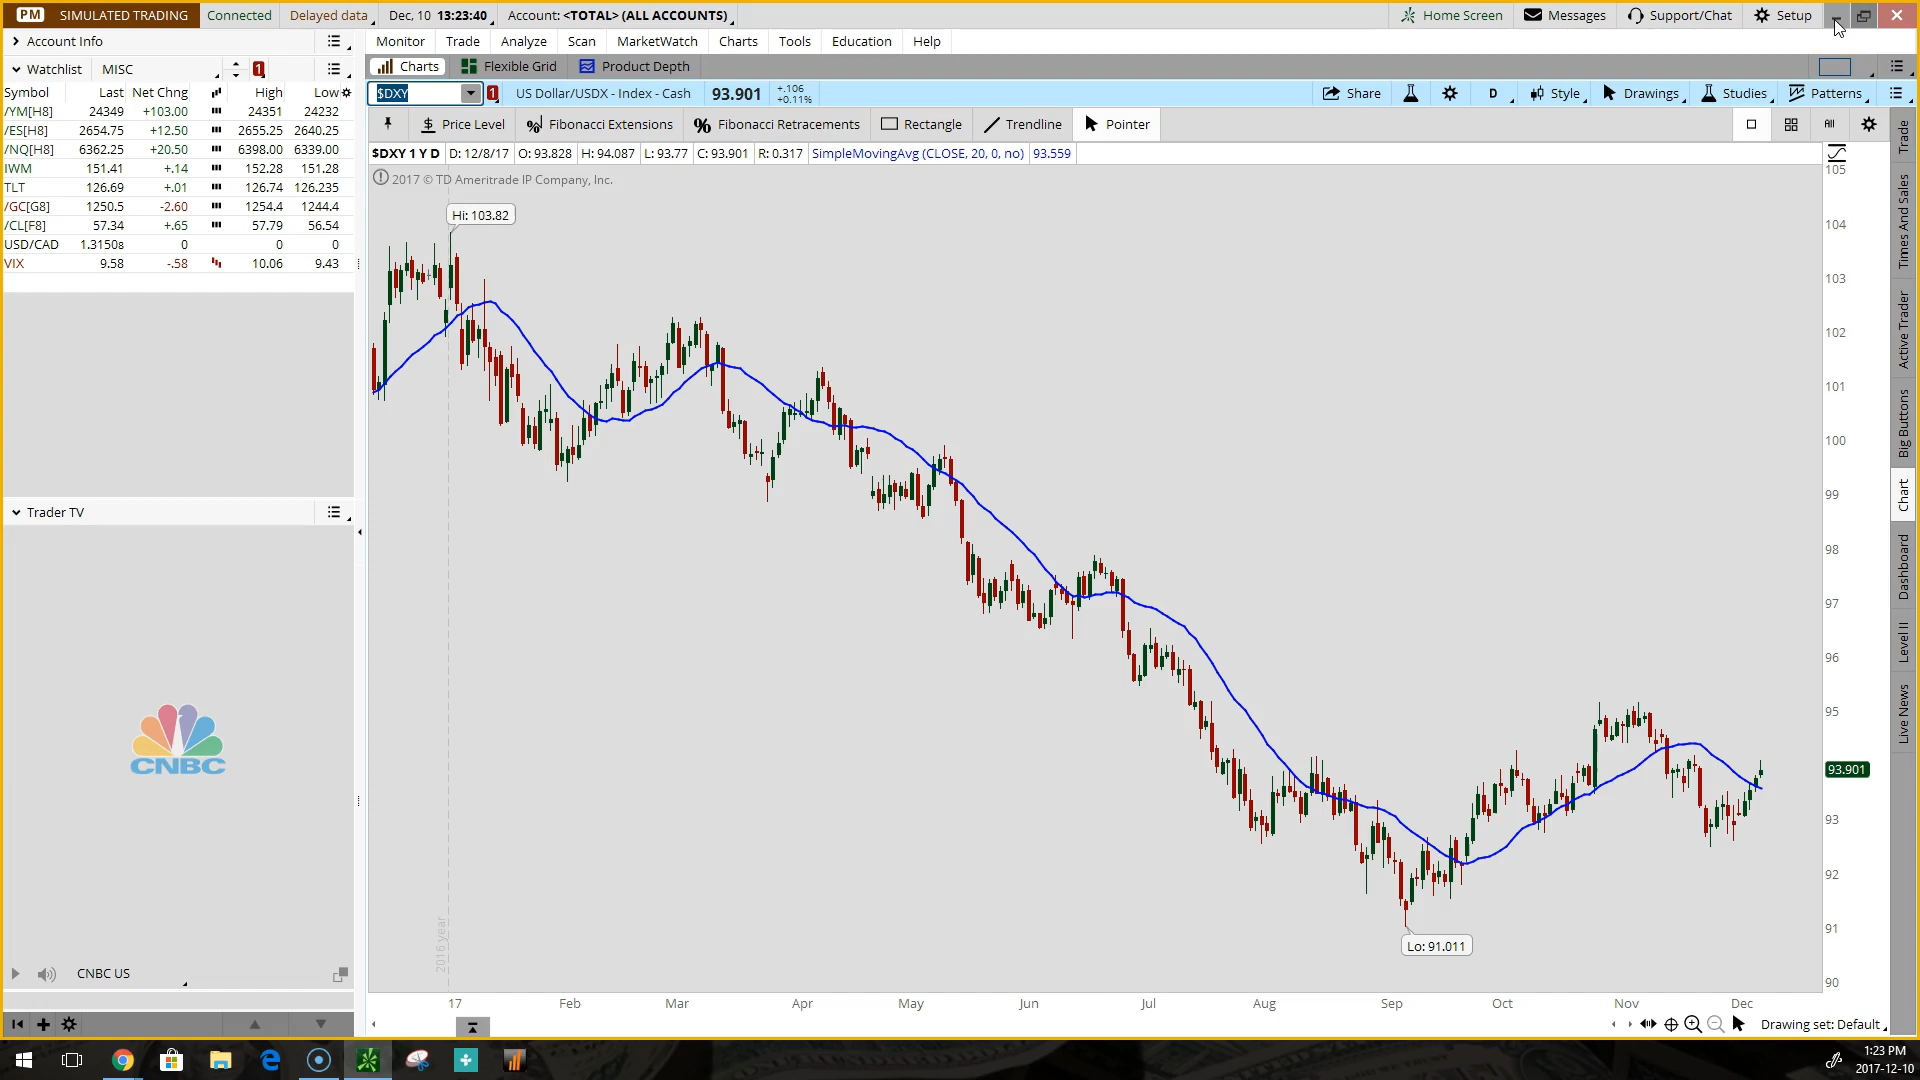 PM SIMULATED TRADING Connected Delayed data Dec, 10 13:23:40 Account: <TOTAL> (ALL ACCOUNTS) Home Screen Messages Support/Chat Setup
Account Info
Monitor Trade Analyze Scan MarketWatch Charts Tools Education Help
Watchlist MISC 1
Charts Flexible Grid Product Depth
Symbol Last Net Chng High Low
/YM[H8] 24349 +103.00 24351 24232
/ES[H8] 2654.75 +12.50 2655.25 2640.25
/NQ[H8] 6362.25 +20.50 6398.00 6339.00
IWM 151.41 +.14 152.28 151.28
TLT 126.69 +.01 126.74 126.235
/GC[G8] 1250.5 -2.60 1254.4 1244.4
/CL[F8] 57.34 +.65 57.79 56.54
USD/CAD 1.31508 0 0 0
VIX 9.58 -.58 10.06 9.43
Trader TV
CNBC
CNBC US
$DXY 1 US Dollar/USDX - Index - Cash 93.901 +.106
+0.11%
Share D Style Drawings Studies Patterns
$ Price Level Fibonacci Extensions Fibonacci Retracements Rectangle Trendline Pointer All
$DXY 1 Y D D: 12/8/17 O: 93.828 H: 94.087 L: 93.77 C: 93.901 R: 0.317 SimpleMovingAvg (CLOSE, 20, 0, no) 93.559
2017 © TD Ameritrade IP Company, Inc.
Hi: 103.82
Lo: 91.011
2016 year
105
104
103
102
101
100
99
98
97
96
95
93.901
93
92
91
90
17 Feb Mar Apr May Jun Jul Aug Sep Oct Nov Dec
Drawing set: Default
Trade
Times And Sales
Active Trader
Big Buttons
Chart
Dashboard
Level II
Live News
1:23 PM
2017-12-10